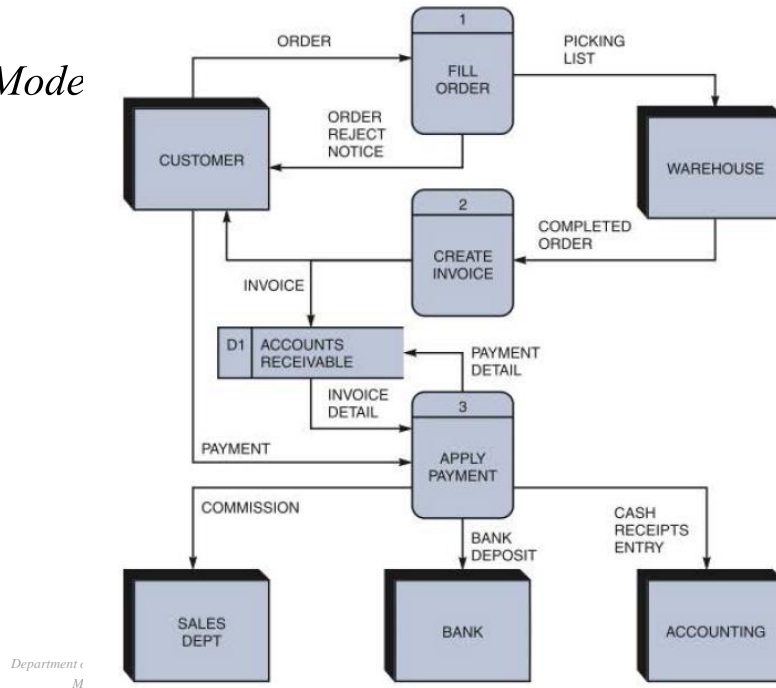 Mode
1
ORDER
FILL
ORDER
PICKING
LIST
ORDER
REJECT
NOTICE
CUSTOMER
WAREHOUSE
2
COMPLETED
ORDER
CREATE
INVOICE
INVOICE
D1
ACCOUNTS
RECEIVABLE
PAYMENT
DETAIL
INVOICE
DETAIL
3
APPLY
PAYMENT
PAYMENT
COMMISSION
CASH
RECEIPTS
ENTRY
BANK
DEPOSIT
SALES
DEPT
BANK
ACCOUNTING
Department
M